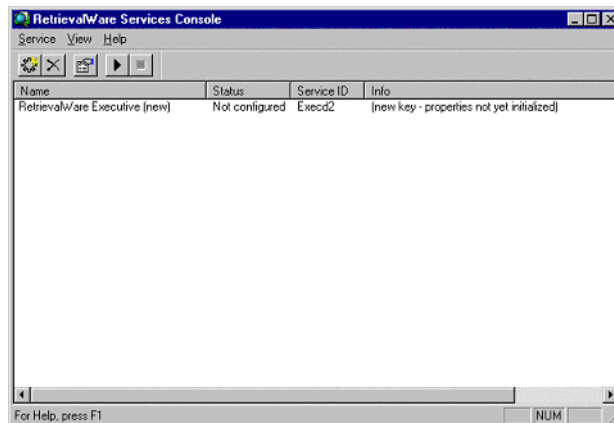 RetrievalWare Services Console
Service View Help
Name Status Service ID Info
RetrievalWare Executive (new) Not configured Execd2 (new key - properties not yet initialized)
For Help, press F1 NUM